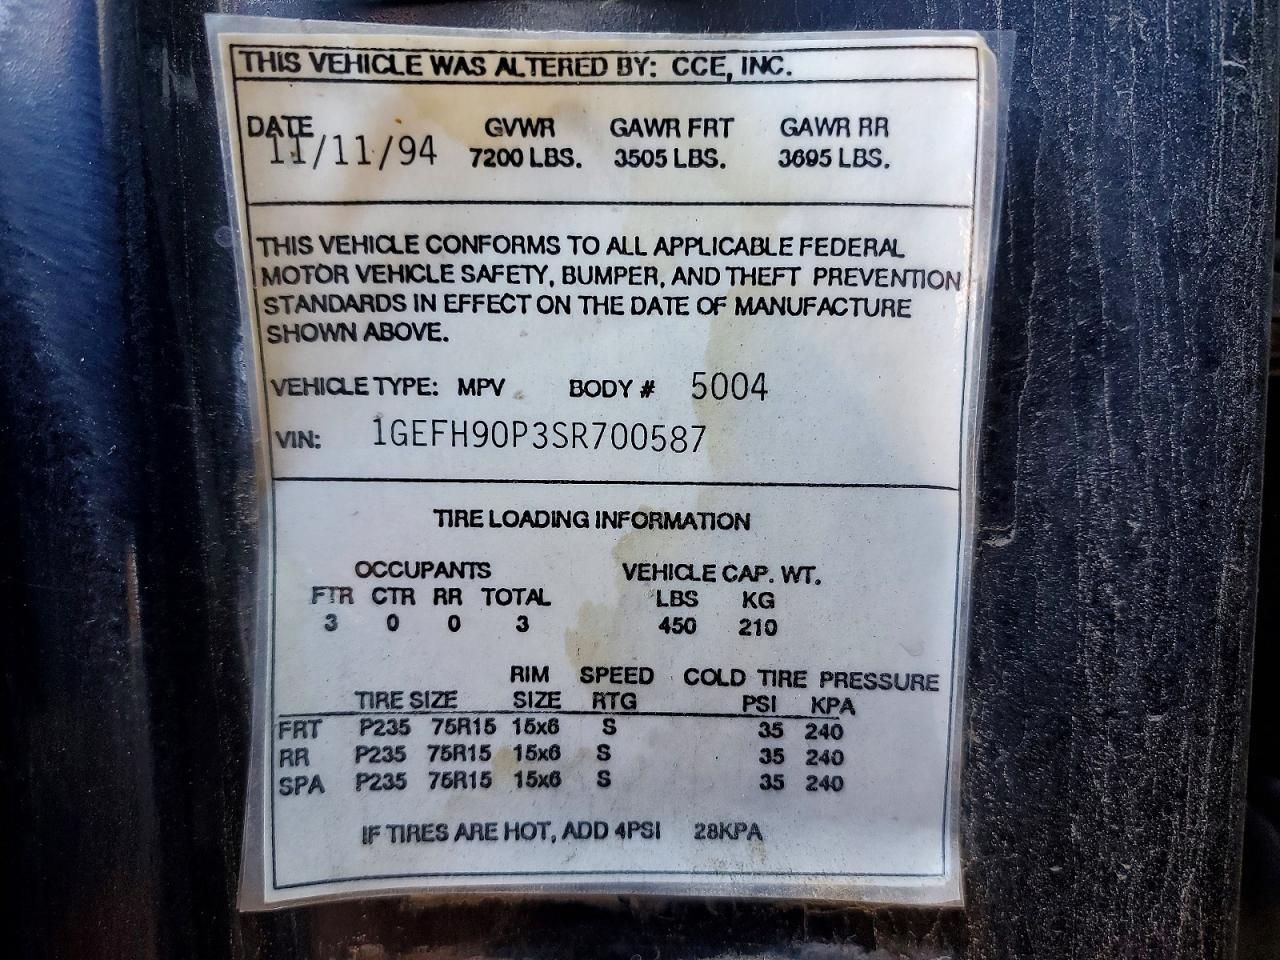 THIS VEHICLE WAS ALTERED BY: CCE, INC.
DATE GVWR GAWR FRT GAWR RR
11/11/94 7200 LBS. 3505 LBS. 3695 LBS.
THIS VEHICLE CONFORMS TO ALL APPLICABLE FEDERAL
MOTOR VEHICLE SAFETY, BUMPER, AND THEFT PREVENTION
STANDARDS IN EFFECT ON THE DATE OF MANUFACTURE
SHOWN ABOVE.
VEHICLE TYPE: MPV BODY # 5004
VIN: 1GEFH90P3SR700587
TIRE LOADING INFORMATION
OCCUPANTS VEHICLE CAP. WT.
FTR CTR RR TOTAL LBS KG
3 0 0 3 450 210
RIM SPEED COLD TIRE PRESSURE
TIRE SIZE SIZE RTG PSI KPA
FRT P235 75R15 15x6 S 35 240
RR P235 75R15 15x6 S 35 240
SPA P235 75R15 15x6 S 35 240
IF TIRES ARE HOT, ADD 4PSI 28KPA